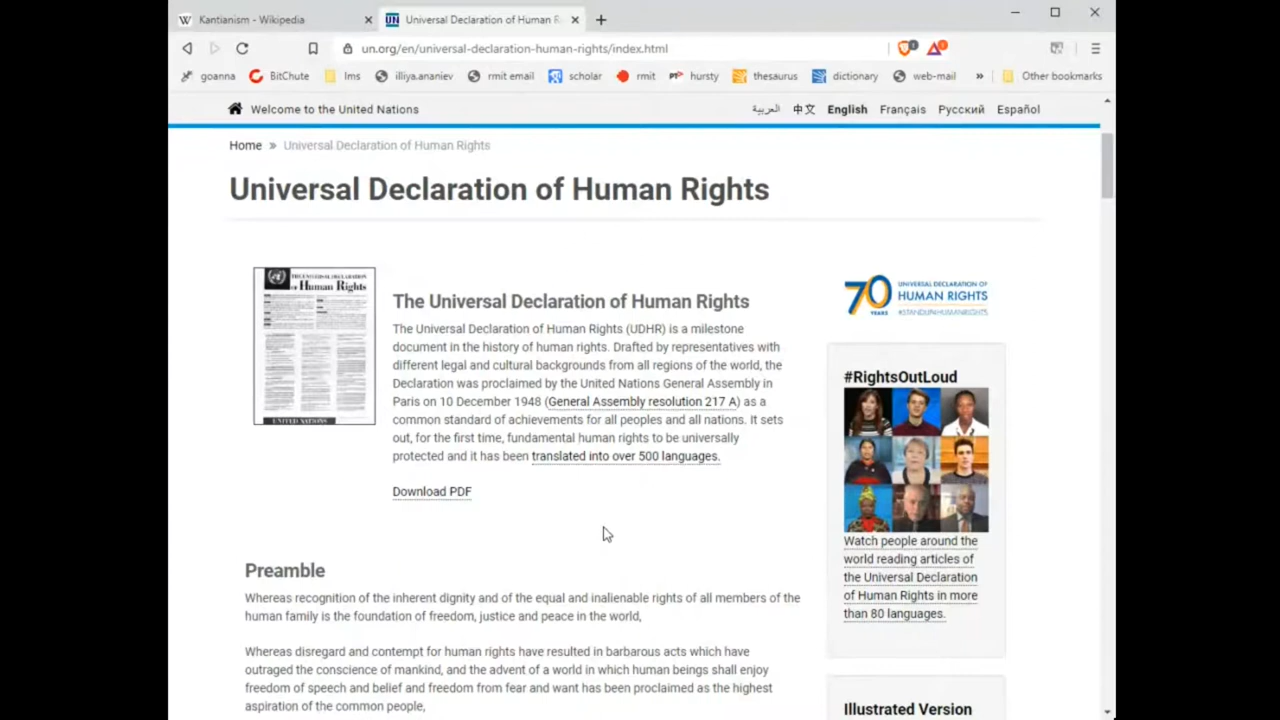 Kantianism - Wikipedia
Universal Declaration of Human R
un.org/en/universal-declaration-human-rights/index.html
goanna BitChute lms illiya.ananiev rmit email scholar rmit hursty thesaurus dictionary web-mail » Other bookmarks
Welcome to the United Nations
العربية 中文 English Français Русский Español
Home » Universal Declaration of Human Rights
Universal Declaration of Human Rights
THE UNIVERSAL DECLARATION
OF Human Rights
UNITED NATIONS
The Universal Declaration of Human Rights
The Universal Declaration of Human Rights (UDHR) is a milestone
document in the history of human rights. Drafted by representatives with
different legal and cultural backgrounds from all regions of the world, the
Declaration was proclaimed by the United Nations General Assembly in
Paris on 10 December 1948 (General Assembly resolution 217 A) as a
common standard of achievements for all peoples and all nations. It sets
out, for the first time, fundamental human rights to be universally
protected and it has been translated into over 500 languages.
Download PDF
Preamble
Whereas recognition of the inherent dignity and of the equal and inalienable rights of all members of the
human family is the foundation of freedom, justice and peace in the world,
Whereas disregard and contempt for human rights have resulted in barbarous acts which have
outraged the conscience of mankind, and the advent of a world in which human beings shall enjoy
freedom of speech and belief and freedom from fear and want has been proclaimed as the highest
aspiration of the common people,
70 YEARS
UNIVERSAL DECLARATION OF
HUMAN RIGHTS
#STANDUP4HUMANRIGHTS
#RightsOutLoud
Watch people around the
world reading articles of
the Universal Declaration
of Human Rights in more
than 80 languages.
Illustrated Version